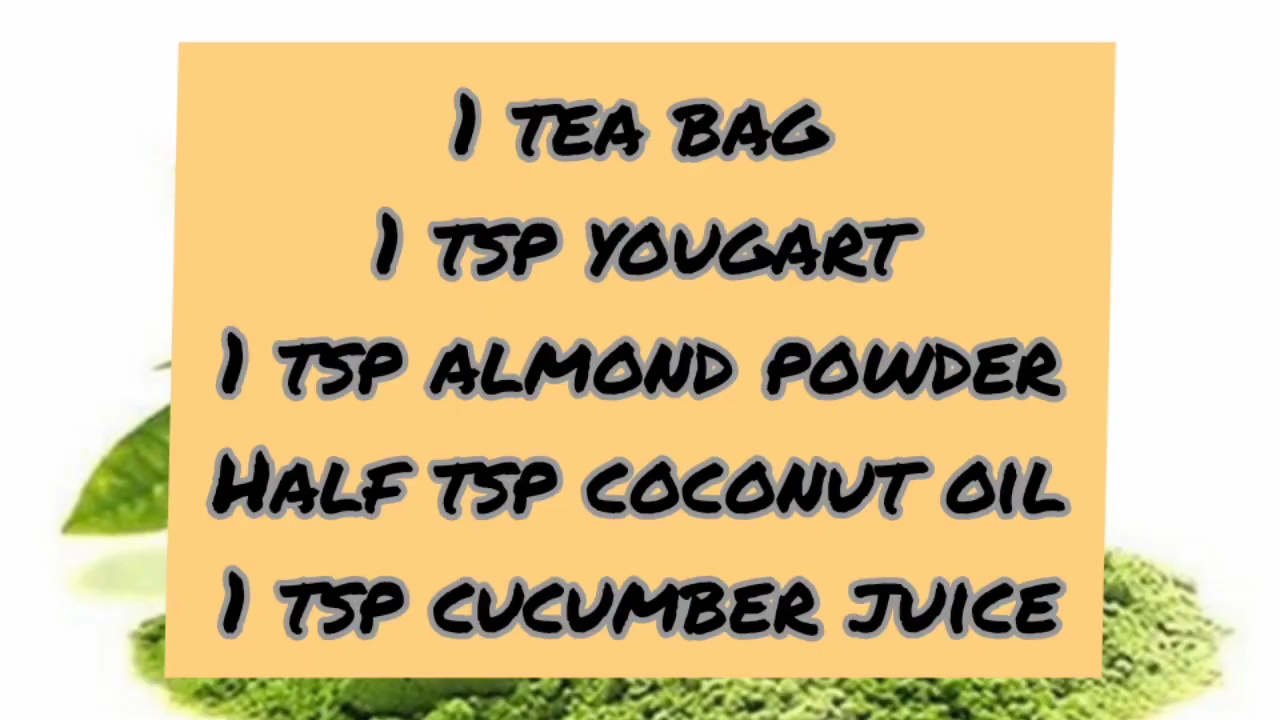 1 TEA BAG
1 TSP YOUGART
1 TSP ALMOND POWDER
HALF TSP COCONUT OIL
1 TSP CUCUMBER JUICE